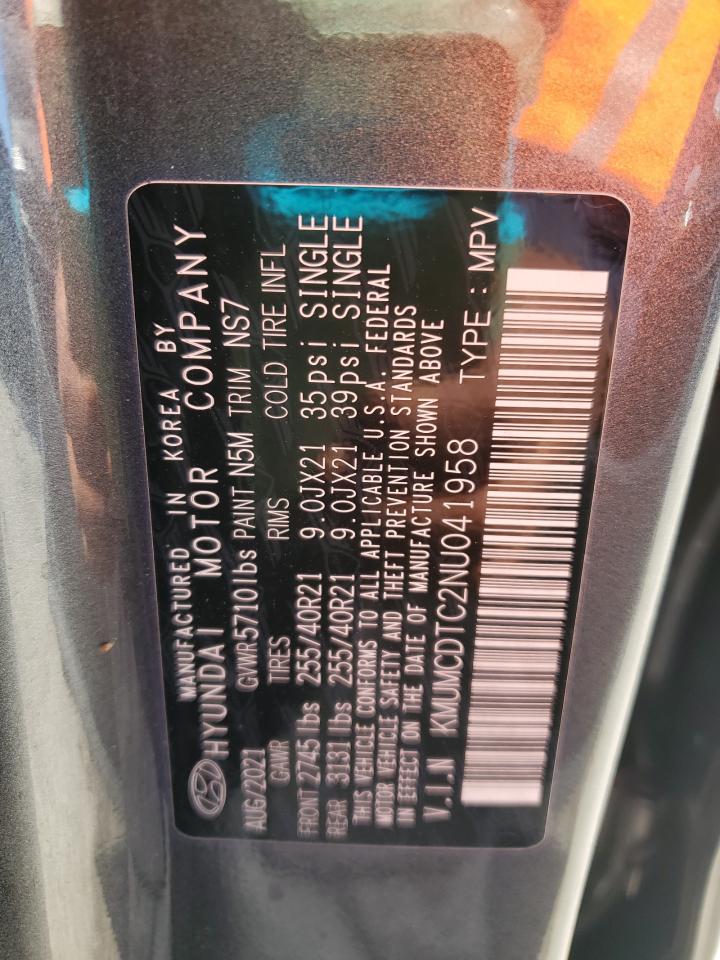 MANUFACTURED IN KOREA BY
HYUNDAI MOTOR COMPANY
AUG/2021 GVWR5710lbs PAINT N5M TRIM NS7
GAWR TIRES RIMS COLD TIRE INFL
FRONT 2745 lbs 255/40R21 9.0JX21 35psi SINGLE
REAR 3131 lbs 255/40R21 9.0JX21 39psi SINGLE
THIS VEHICLE CONFORMS TO ALL APPLICABLE U.S.A. FEDERAL
MOTOR VEHICLE SAFETY AND THEFT PREVENTION STANDARDS
IN EFFECT ON THE DATE OF MANUFACTURE SHOWN ABOVE
V.I.N KMUMCDTC2NU041958 TYPE : MPV